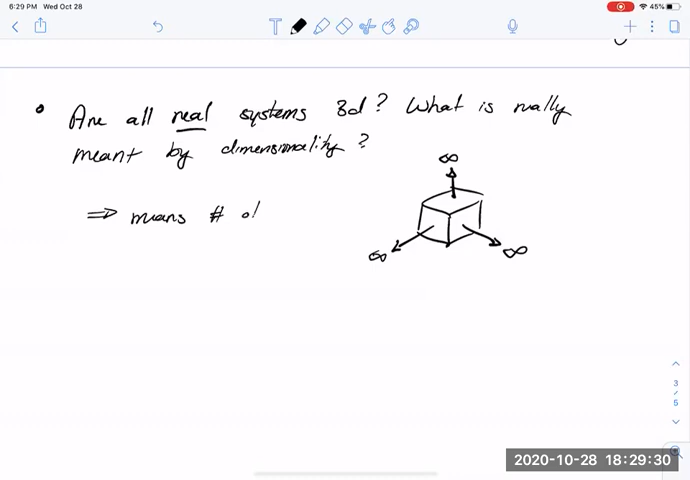 6:29 PM Wed Oct 28
45%
• Are all real systems 3d? What is really
meant by dimensionality?
∞
⇒ means # of
∞ ∞
3
/
5
2020-10-28 18:29:30